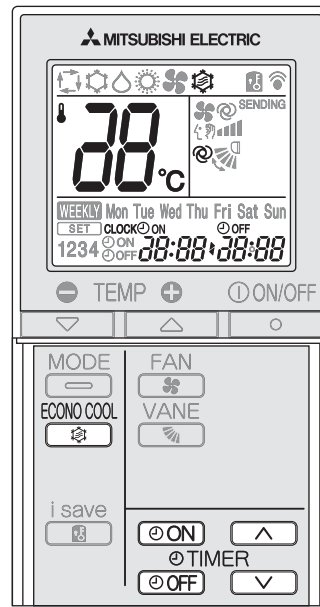 MITSUBISHI ELECTRIC
SENDING
88°C
WEEKLY Mon Tue Wed Thu Fri Sat Sun
SET CLOCK ON OFF
1234 ON OFF 88:88 88:88
TEMP ON/OFF
MODE FAN
ECONO COOL VANE
i save
ON
TIMER
OFF